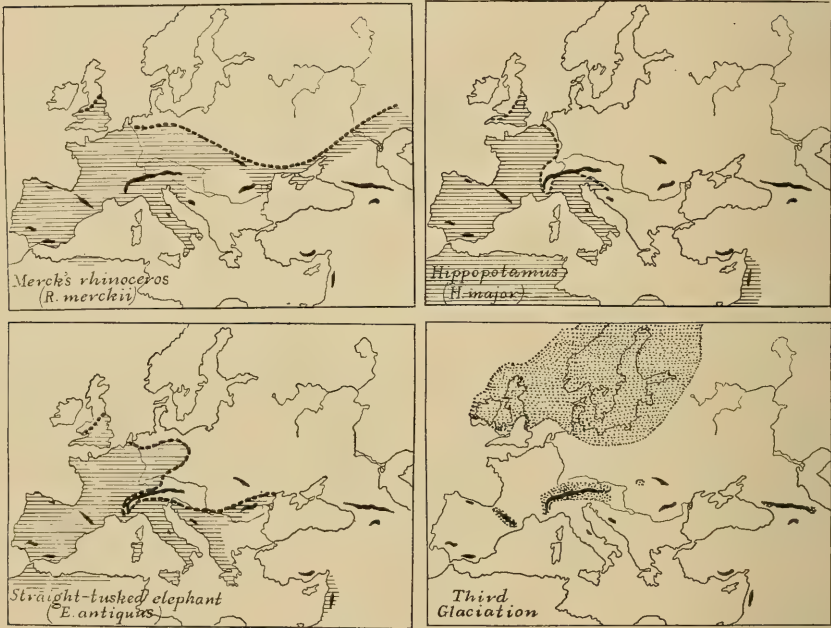 Merck's rhinoceros
(R. merckii)
Hippopotamus
(H. major)
Straight-tusked elephant
(E. antiquus)
Third
Glaciation